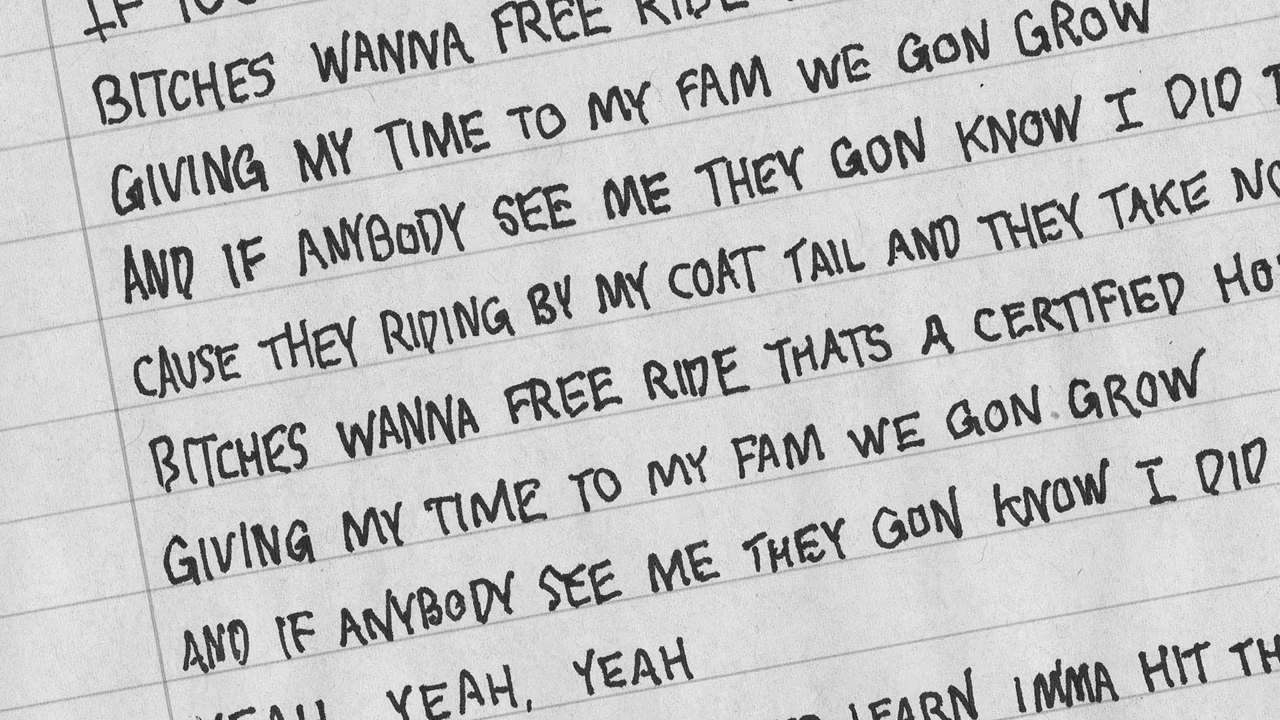 IF
BITCHES WANNA FREE RIDE
GIVING MY TIME TO MY FAM WE GON GROW
AND IF ANYBODY SEE ME THEY GON KNOW I DID
CAUSE THEY RIDING BY MY COAT TAIL AND THEY TAKE
BITCHES WANNA FREE RIDE THATS A CERTIFIED
GIVING MY TIME TO MY FAM WE GON GROW
AND IF ANYBODY SEE ME THEY GON KNOW I DID
YEAH, YEAH, YEAH
LEARN IMMA HIT